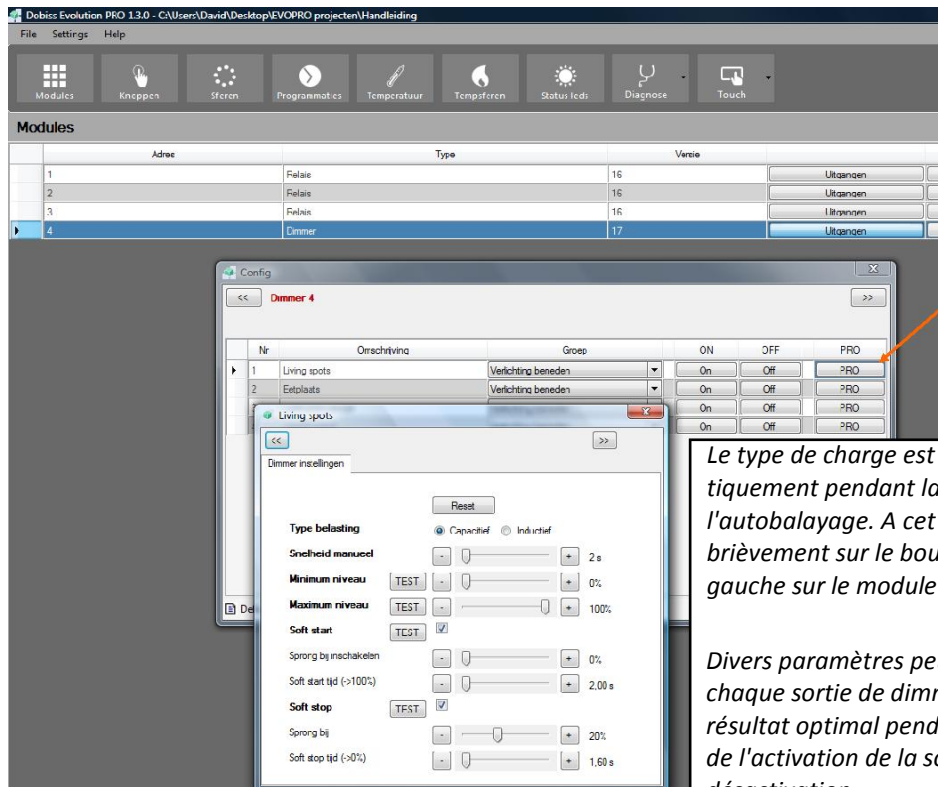 Dobiss Evolution PRO 1.3.0 - C:\Users\David\Desktop\EVOPRO projecten\Handleiding
File Settings Help
Modules Knoppen Sferen Programmaties Temperatuur Tempsferen Status leds Diagnose Touch
Modules
Adres Type Versie
1 Relais 16 Uitgangen
2 Relais 16 Uitgangen
3 Relais 16 Uitgangen
4 Dimmer 17 Uitgangen
Config X
<< Dimmer 4 >>
Nr Omschrijving Groep ON OFF PRO
1 Living spots Verlichting beneden On Off PRO
2 Eetplaats Verlichting beneden On Off PRO
On Off PRO
On Off PRO
Living spots X
<< >>
Dimmer instellingen
Reset
Type belasting Capacitief Inductief
Snelheid manueel - + 2 s
Minimum niveau TEST - + 0%
Maximum niveau TEST - + 100%
Soft start TEST
Sprong bij inschakelen - + 0%
Soft start tijd (->100%) - + 2,00 s
Soft stop TEST
Sprong bij - + 20%
Soft stop tijd (->0%) - + 1,60 s
De
Le type de charge est
tiquement pendant la
l'autobalayage. A cet
brièvement sur le bou
gauche sur le module
Divers paramètres pe
chaque sortie de dimm
résultat optimal pend
de l'activation de la so
désactivation